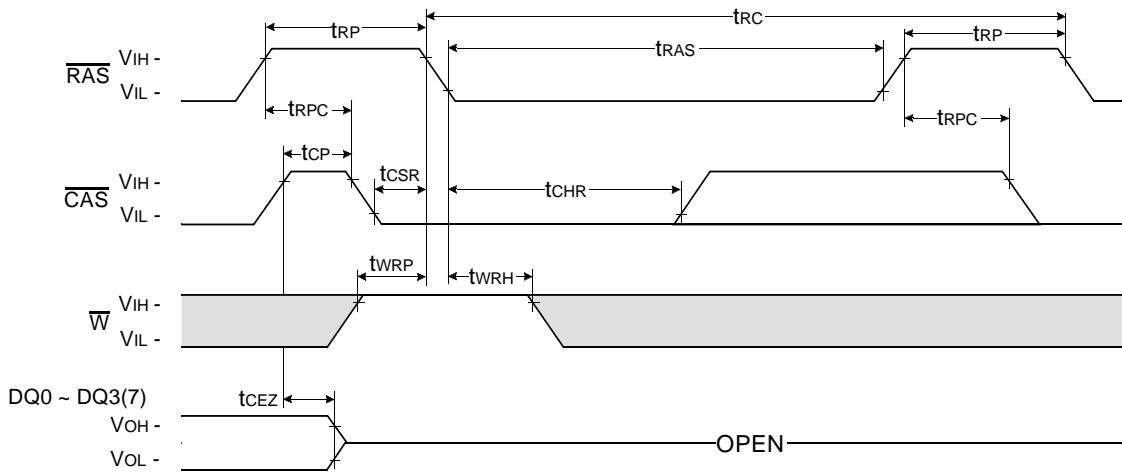 tRP
tRC
tRP
tRAS
RAS
VIH -
VIL -
tRPC
tRPC
tCP
tCSR
tCHR
CAS
VIH -
VIL -
tWRP
tWRH
W
VIH -
VIL -
DQ0 ~ DQ3(7)
tCEZ
VOH -
VOL -
OPEN